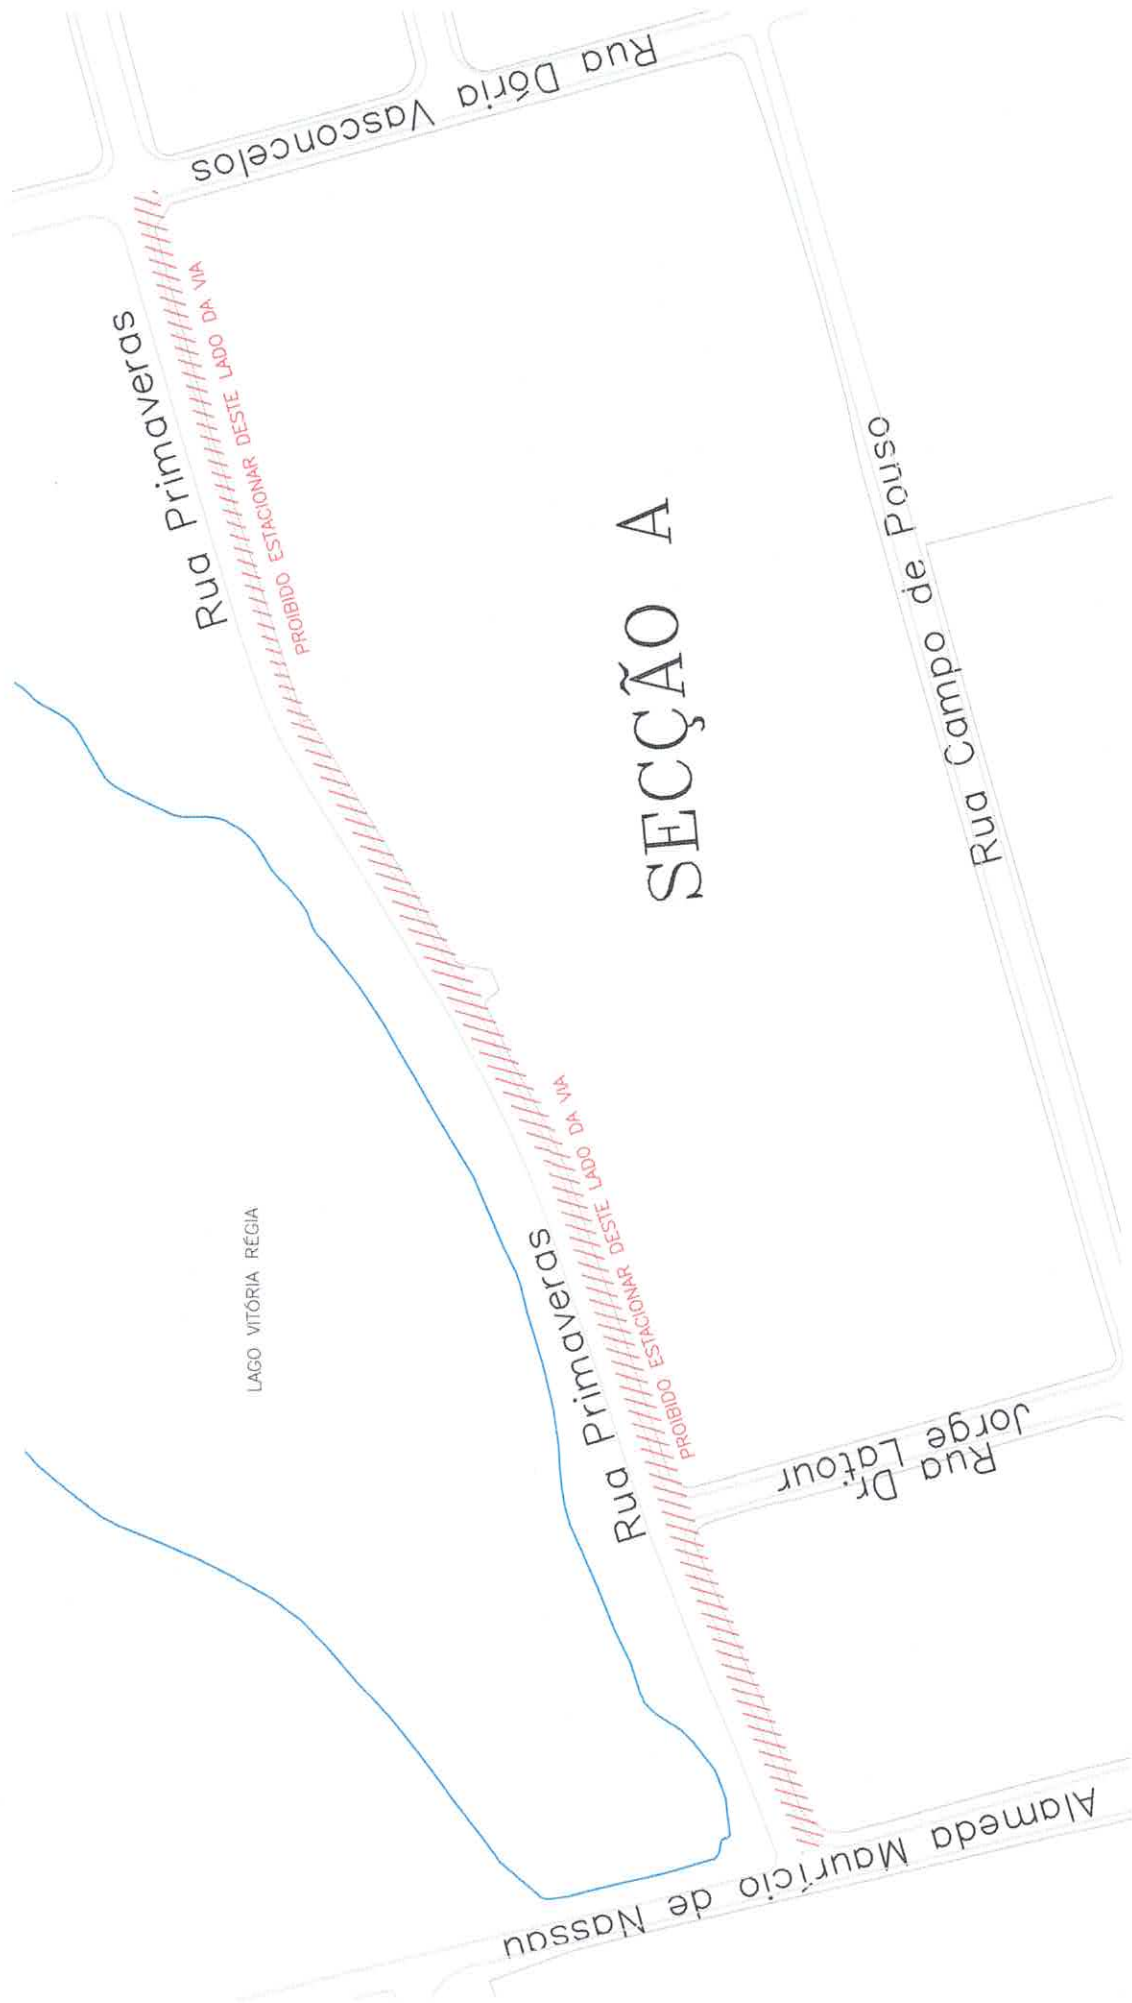 Rua Dória Vasconcelos
Rua Primaveras
PROIBIDO ESTACIONAR DESTE LADO DA VIA
SECÇÃO A
Rua Campo de Pouso
LAGO VITÓRIA RÉGIA
Rua Primaveras
PROIBIDO ESTACIONAR DESTE LADO DA VIA
Rua Dr.
Jorge Latour
Alameda Maurício de Nassau